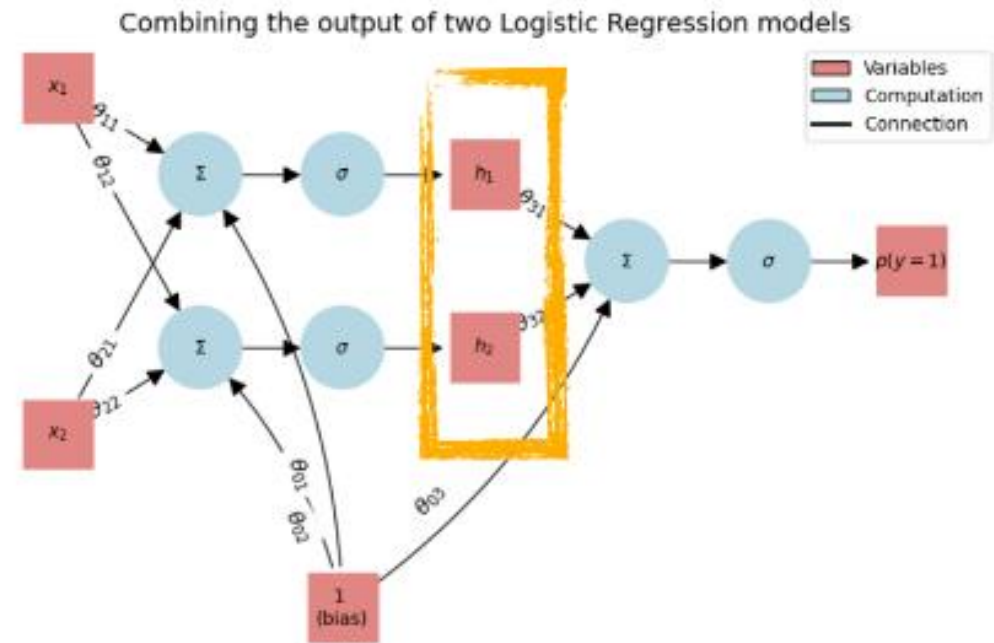 Combining the output of two Logistic Regression models
Variables
Computation
Connection
x₁
θ₁₁
θ₁₂
Σ
σ
h₁
θ₃₁
Σ
σ
p(y = 1)
θ₂₁
θ₂₂
x₂
Σ
σ
h₂
θ₃₂
θ₀₁
θ₀₂
θ₀₃
1
(bias)